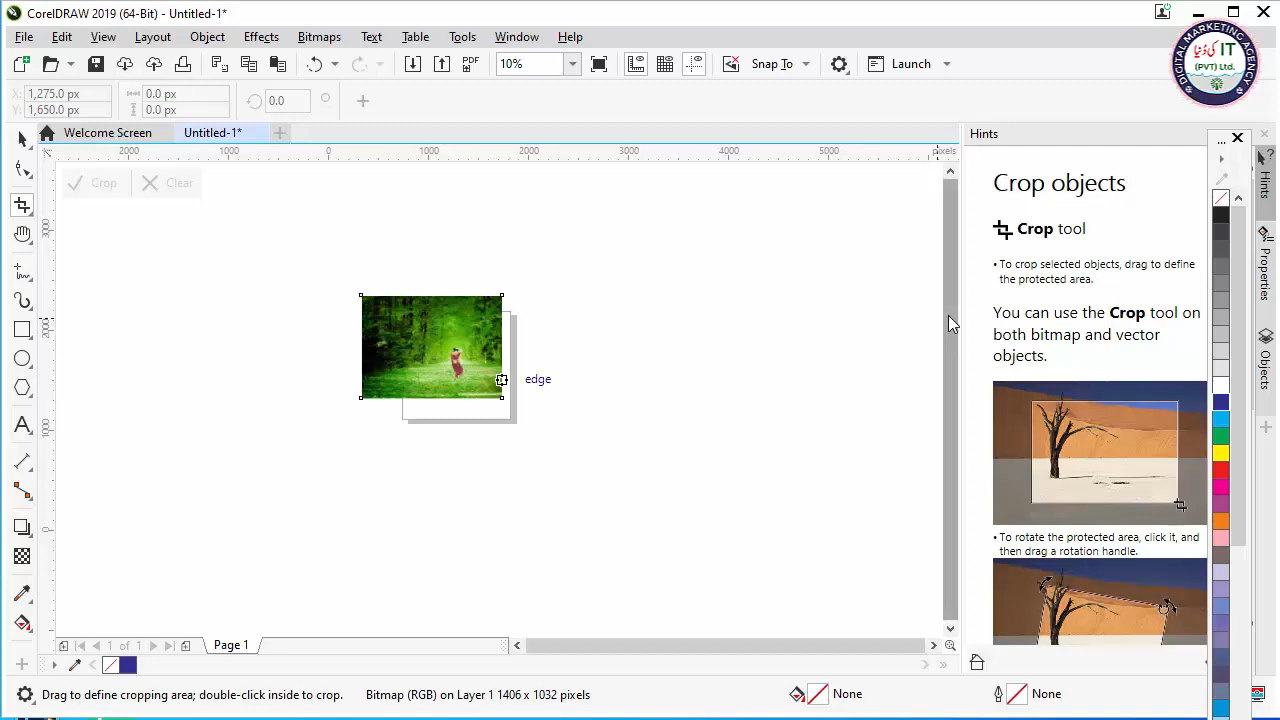 CorelDRAW 2019 (64-Bit) - Untitled-1*
File Edit View Layout Object Effects Bitmaps Text Table Tools Window Help
PDF 10% Snap To Launch
DIGITAL MARKETING AGENCY
IT کی دُنیا
(PVT) Ltd.
X: 1,275.0 px 0.0 px
Y: 1,650.0 px 0.0 px
0.0
Welcome Screen Untitled-1* Hints
2000 1000 0 1000 2000 3000 4000 5000 pixels
Crop Clear
Crop objects
Crop tool
• To crop selected objects, drag to define
the protected area.
You can use the Crop tool on
both bitmap and vector
objects.
edge
• To rotate the protected area, click it, and
then drag a rotation handle.
Hints
Properties
Objects
1 of 1 Page 1
Drag to define cropping area; double-click inside to crop. Bitmap (RGB) on Layer 1 1406 x 1032 pixels None None